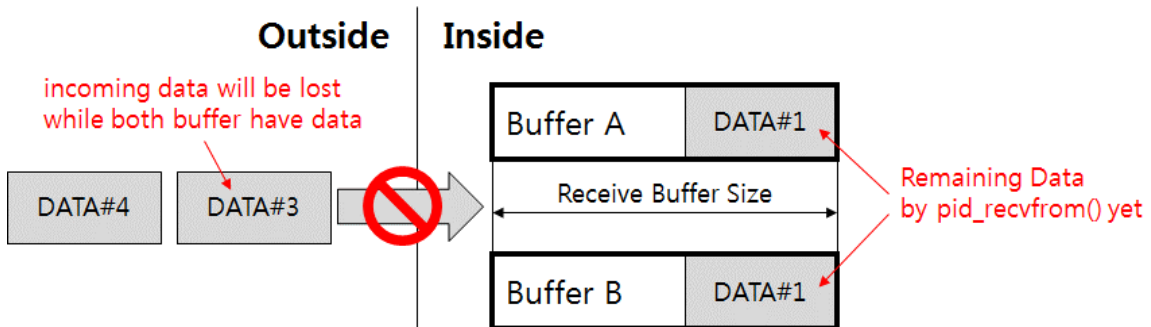 Outside
Inside
incoming data will be lost
while both buffer have data
Buffer A
DATA#1
DATA#4
DATA#3
Receive Buffer Size
Remaining Data
by pid_recvfrom() yet
Buffer B
DATA#1